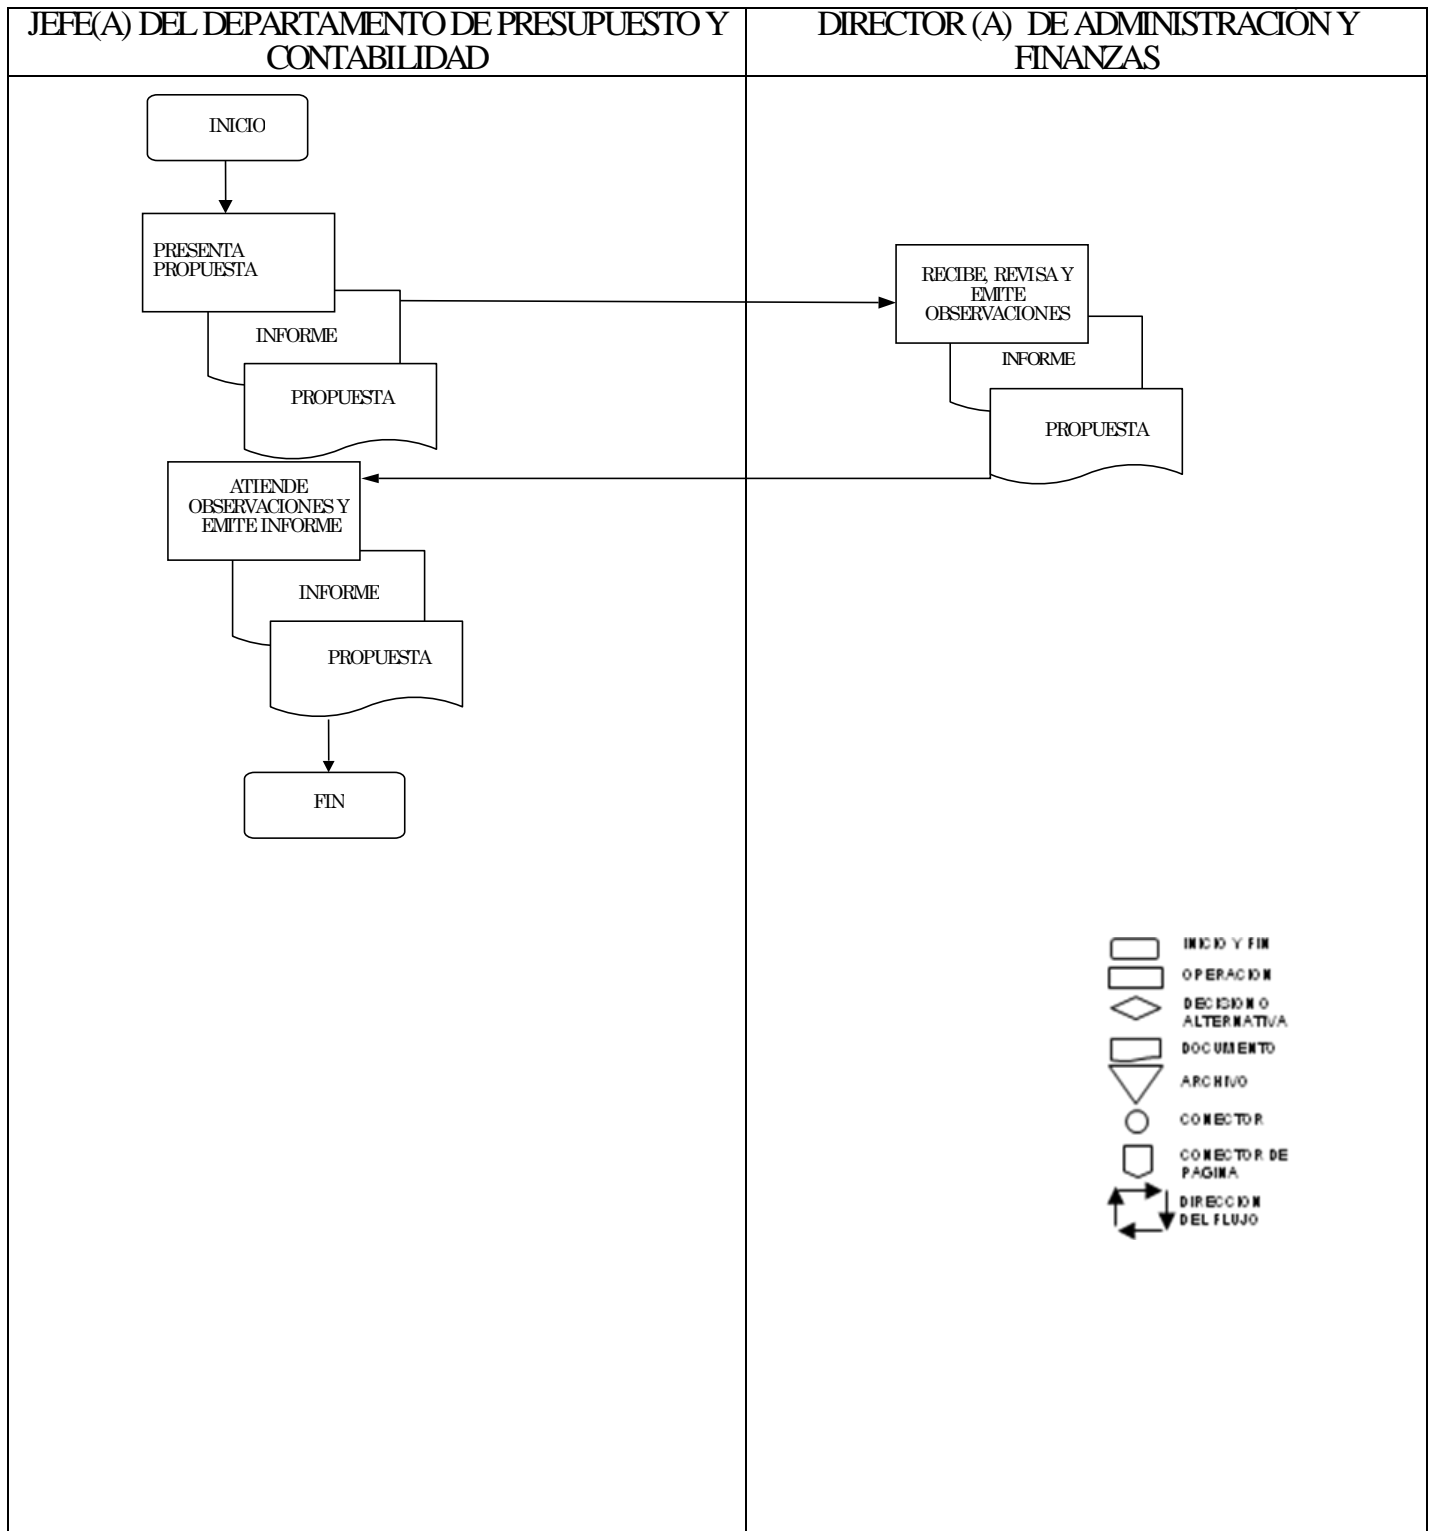 JEFE(A) DEL DEPARTAMENTO DE PRESUPUESTO Y
CONTABILIDAD
DIRECTOR (A) DE ADMINISTRACIÓN Y
FINANZAS
INICIO
PRESENTA
PROPUESTA
INFORME
PROPUESTA
RECIBE, REVISA Y
EMITE
OBSERVACIONES
INFORME
PROPUESTA
ATIENDE
OBSERVACIONES Y
EMITE INFORME
INFORME
PROPUESTA
FIN
INICIO Y FIN
OPERACION
DECISION O
ALTERNATIVA
DOCUMENTO
ARCHIVO
CONECTOR
CONECTOR DE
PAGINA
DIRECCION
DEL FLUJO